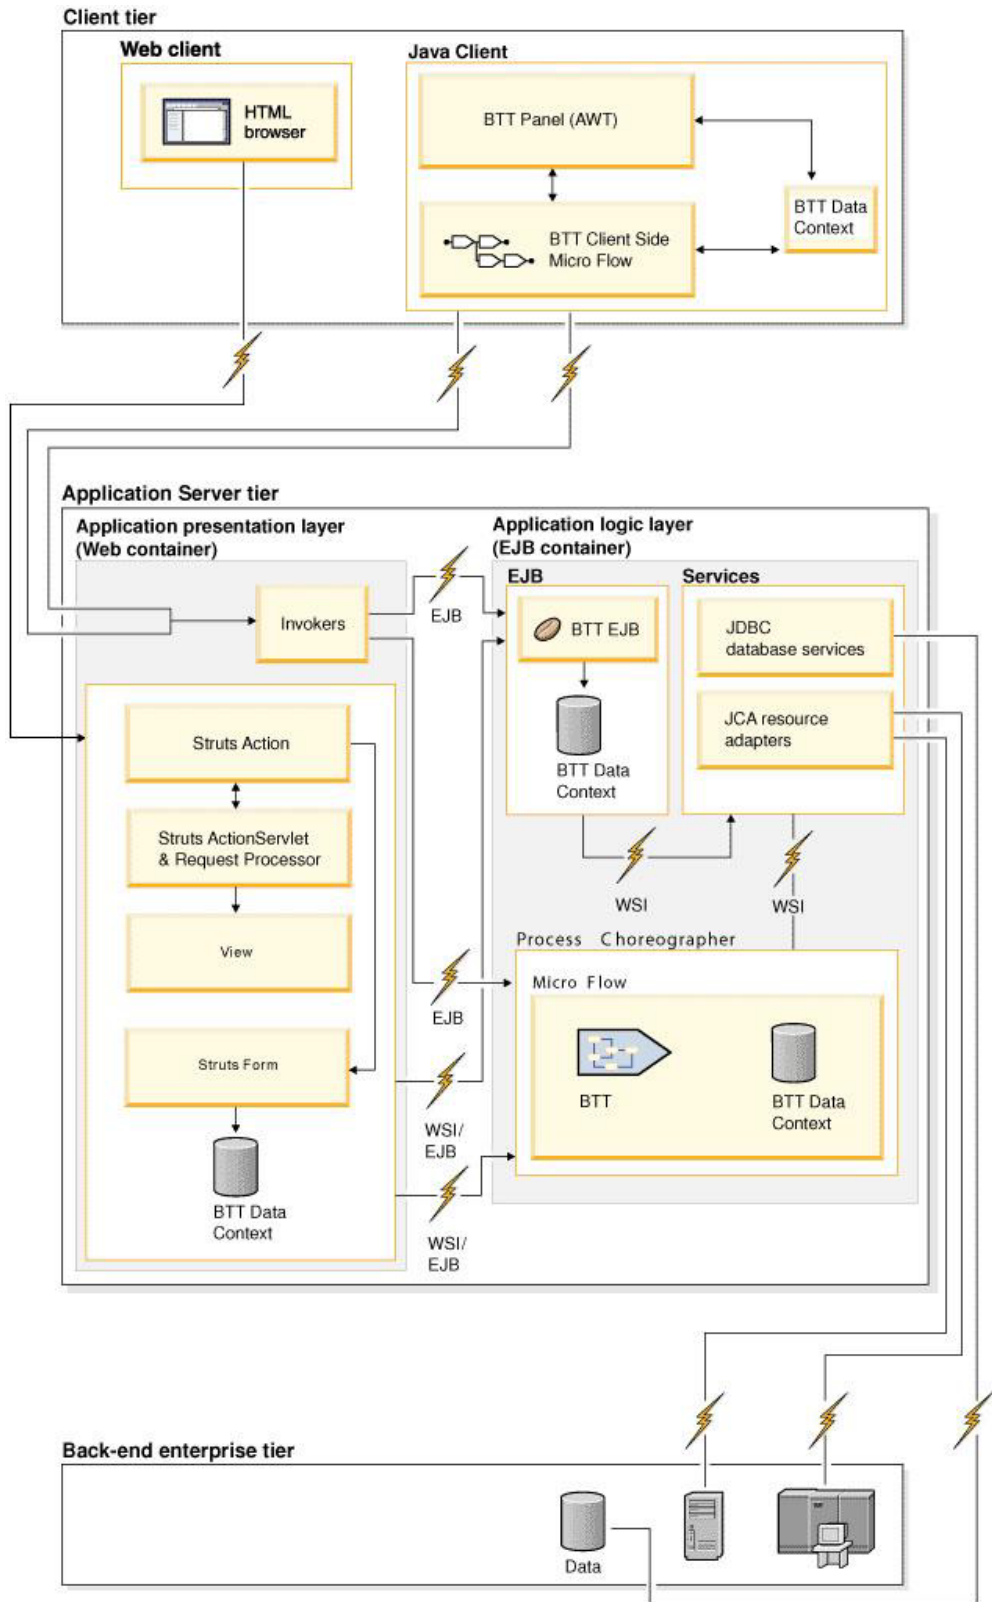 Client tier
Web client
Java Client
HTML
browser
BTT Panel (AWT)
BTT Data
Context
BTT Client Side
Micro Flow
Application Server tier
Application presentation layer
(Web container)
Application logic layer
(EJB container)
EJB
Services
Invokers
EJB
BTT EJB
JDBC
database services
JCA resource
adapters
BTT Data
Context
Struts Action
Struts ActionServlet
& Request Processor
View
WSI
WSI
Process Choreographer
Micro Flow
EJB
Struts Form
BTT
BTT Data
Context
WSI/
EJB
BTT Data
Context
WSI/
EJB
Back-end enterprise tier
Data